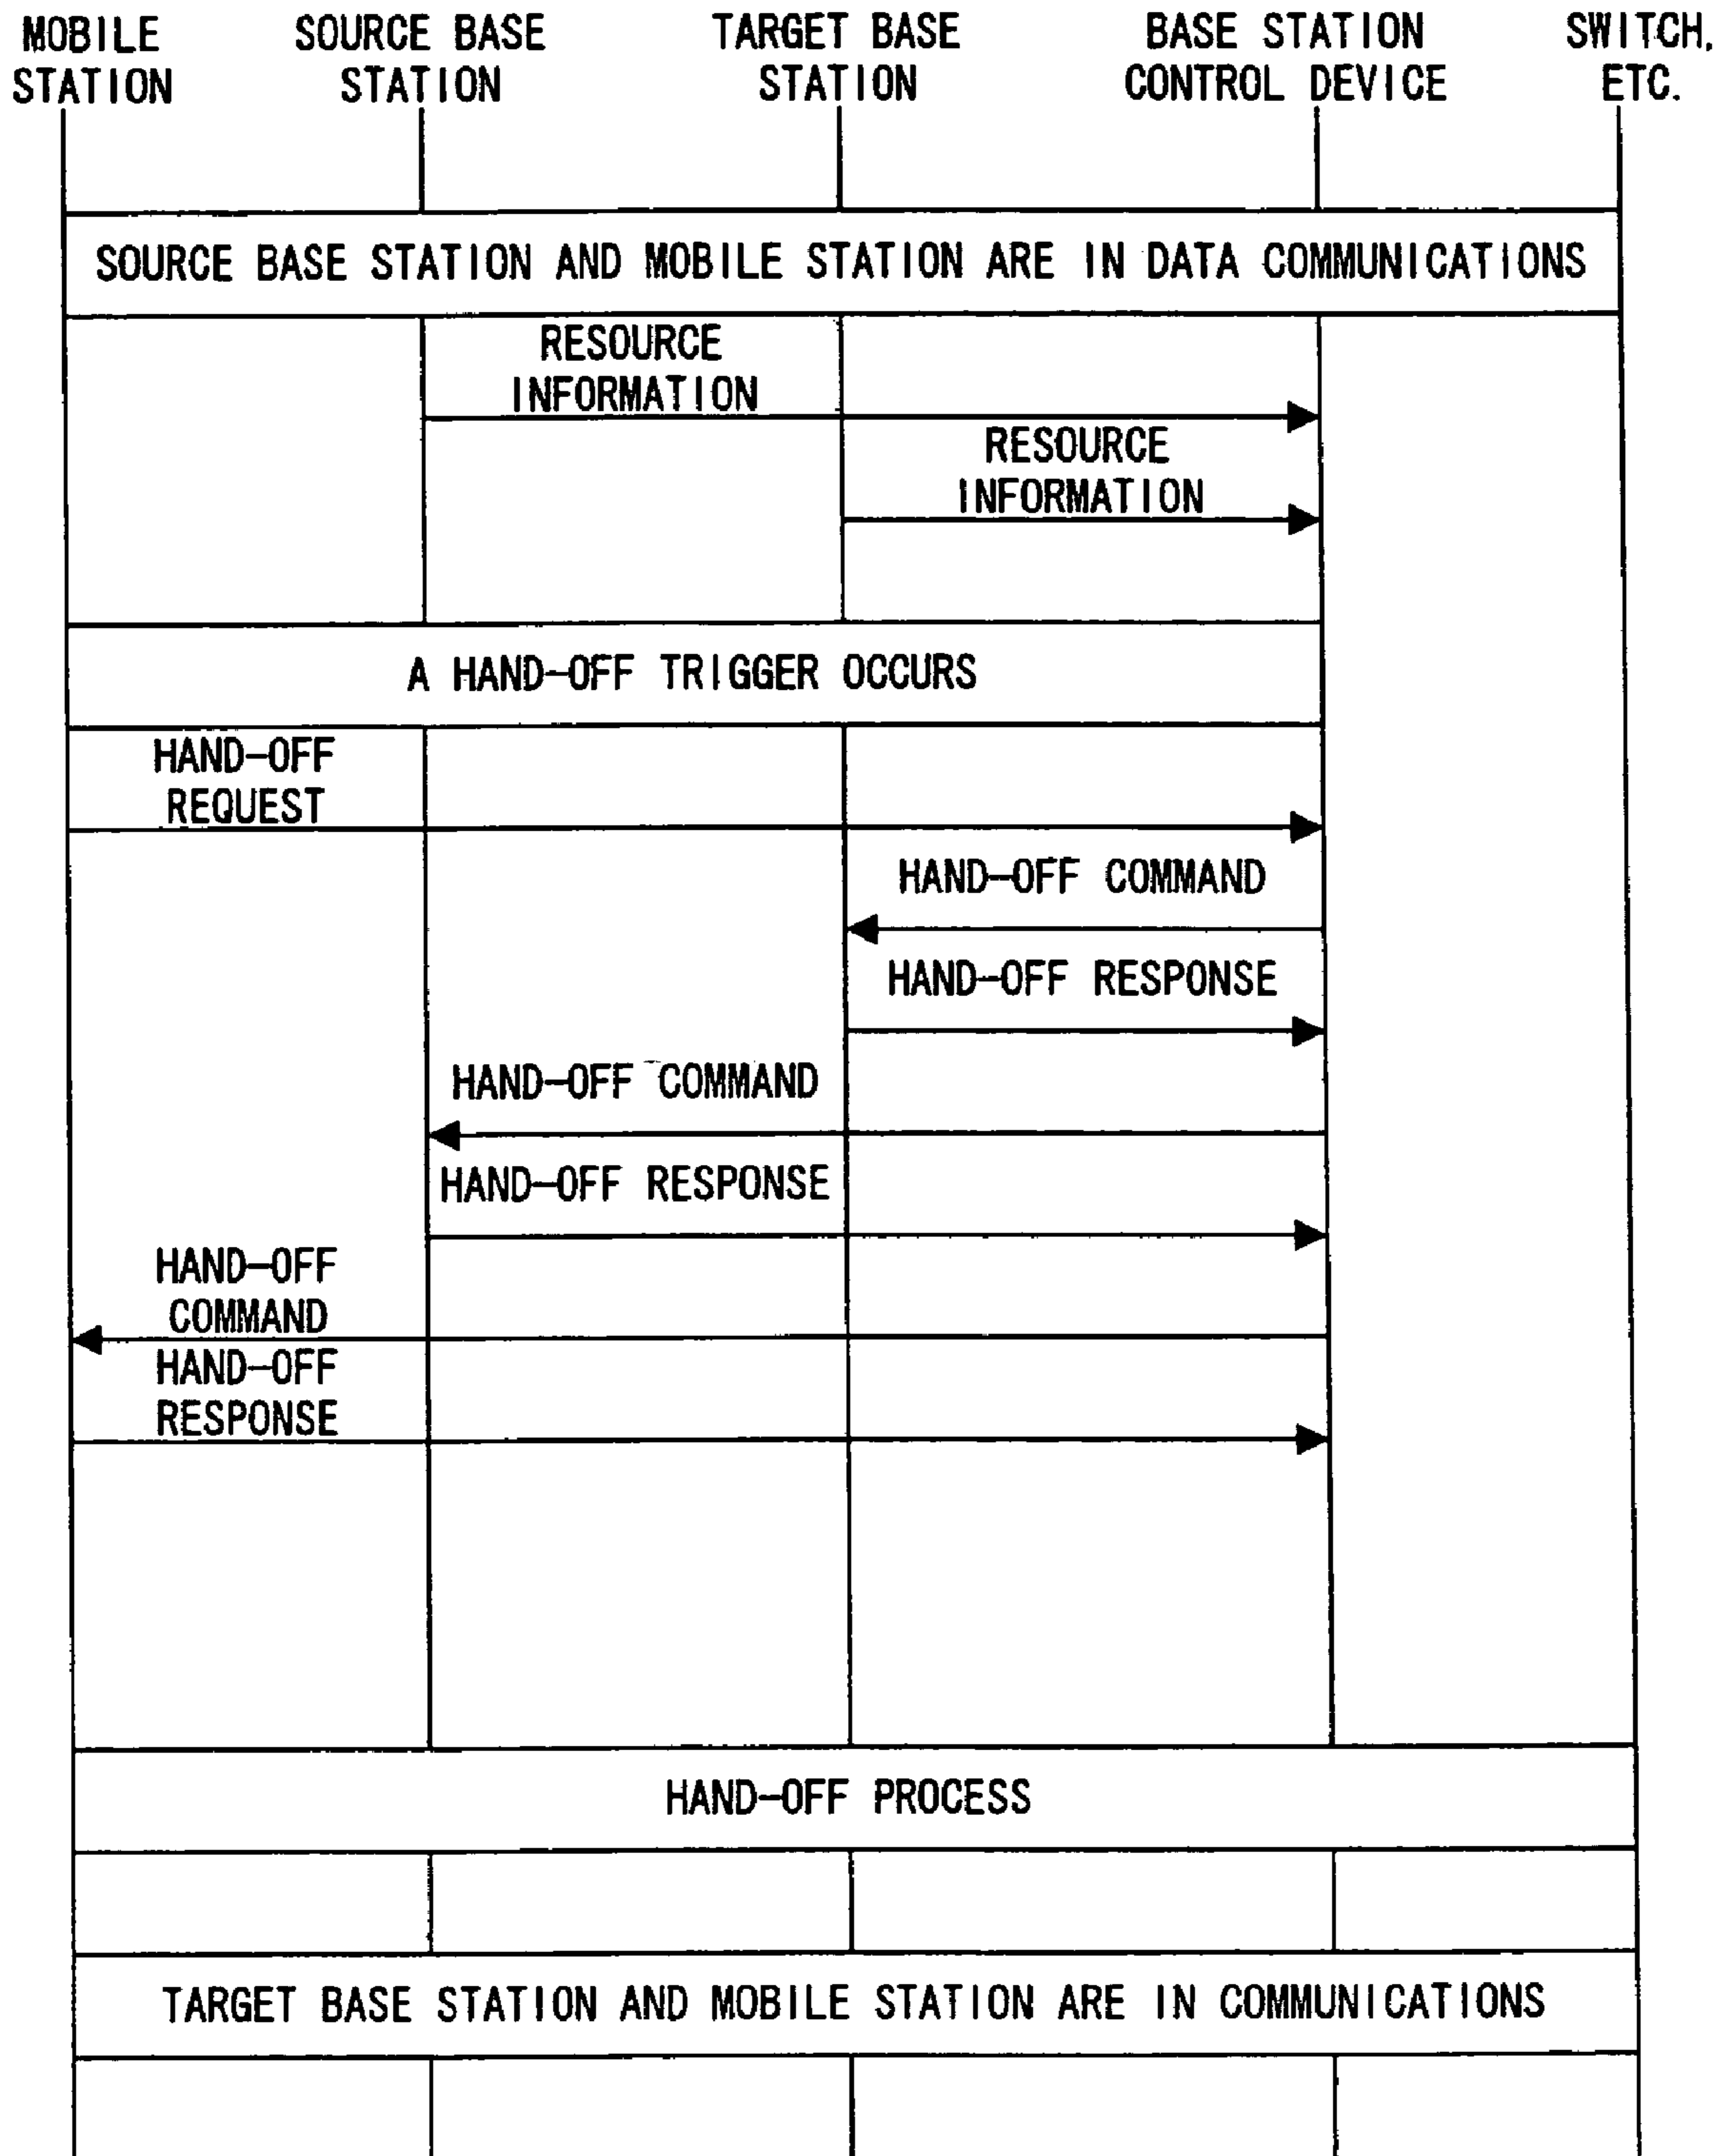 MOBILE
STATION
SOURCE BASE
STATION
TARGET BASE
STATION
BASE STATION
CONTROL DEVICE
SWITCH,
ETC.
SOURCE BASE STATION AND MOBILE STATION ARE IN DATA COMMUNICATIONS
RESOURCE
INFORMATION
RESOURCE
INFORMATION
A HAND-OFF TRIGGER OCCURS
HAND-OFF
REQUEST
HAND-OFF COMMAND
HAND-OFF RESPONSE
HAND-OFF COMMAND
HAND-OFF RESPONSE
HAND-OFF
COMMAND
HAND-OFF
RESPONSE
HAND-OFF PROCESS
TARGET BASE STATION AND MOBILE STATION ARE IN COMMUNICATIONS